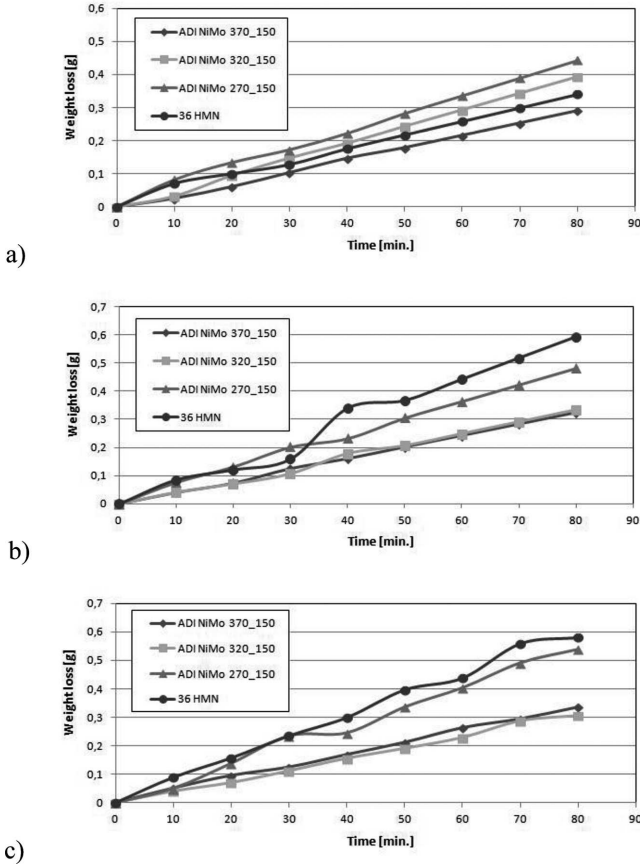 0,6
0,5
0,4
0,3
0,2
0,1
0
Weight loss [g]
ADI NiMo 370_150
ADI NiMo 320_150
ADI NiMo 270_150
36 HMN
0 10 20 30 40 50 60 70 80 90
Time [min.]
a)
0,7
0,6
0,5
0,4
0,3
0,2
0,1
0
Weight loss[g]
ADI NiMo 370_150
ADI NiMo 320_150
ADI NiMo 270_150
36 HMN
0 10 20 30 40 50 60 70 80 90
Time [min.]
b)
0,7
0,6
0,5
0,4
0,3
0,2
0,1
0
Weight loss[g]
ADI NiMo 370_150
ADI NiMo 320_150
ADI NiMo 270_150
36 HMN
0 10 20 30 40 50 60 70 80 90
Time [min.]
c)